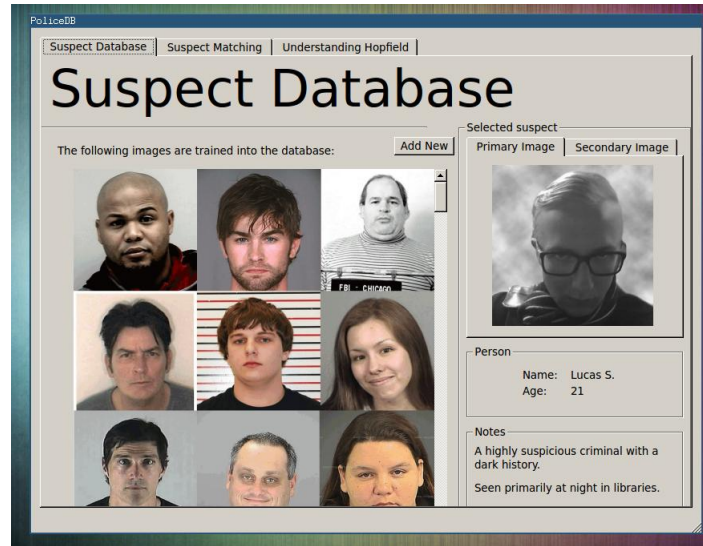 PoliceDB
Suspect Database
Suspect Matching
Understanding Hopfield
Suspect Database
The following images are trained into the database:
Add New
FBI - CHICAGO
Selected suspect
Primary Image
Secondary Image
Person
Name: Lucas S.
Age: 21
Notes
A highly suspicious criminal with a
dark history.
Seen primarily at night in libraries.